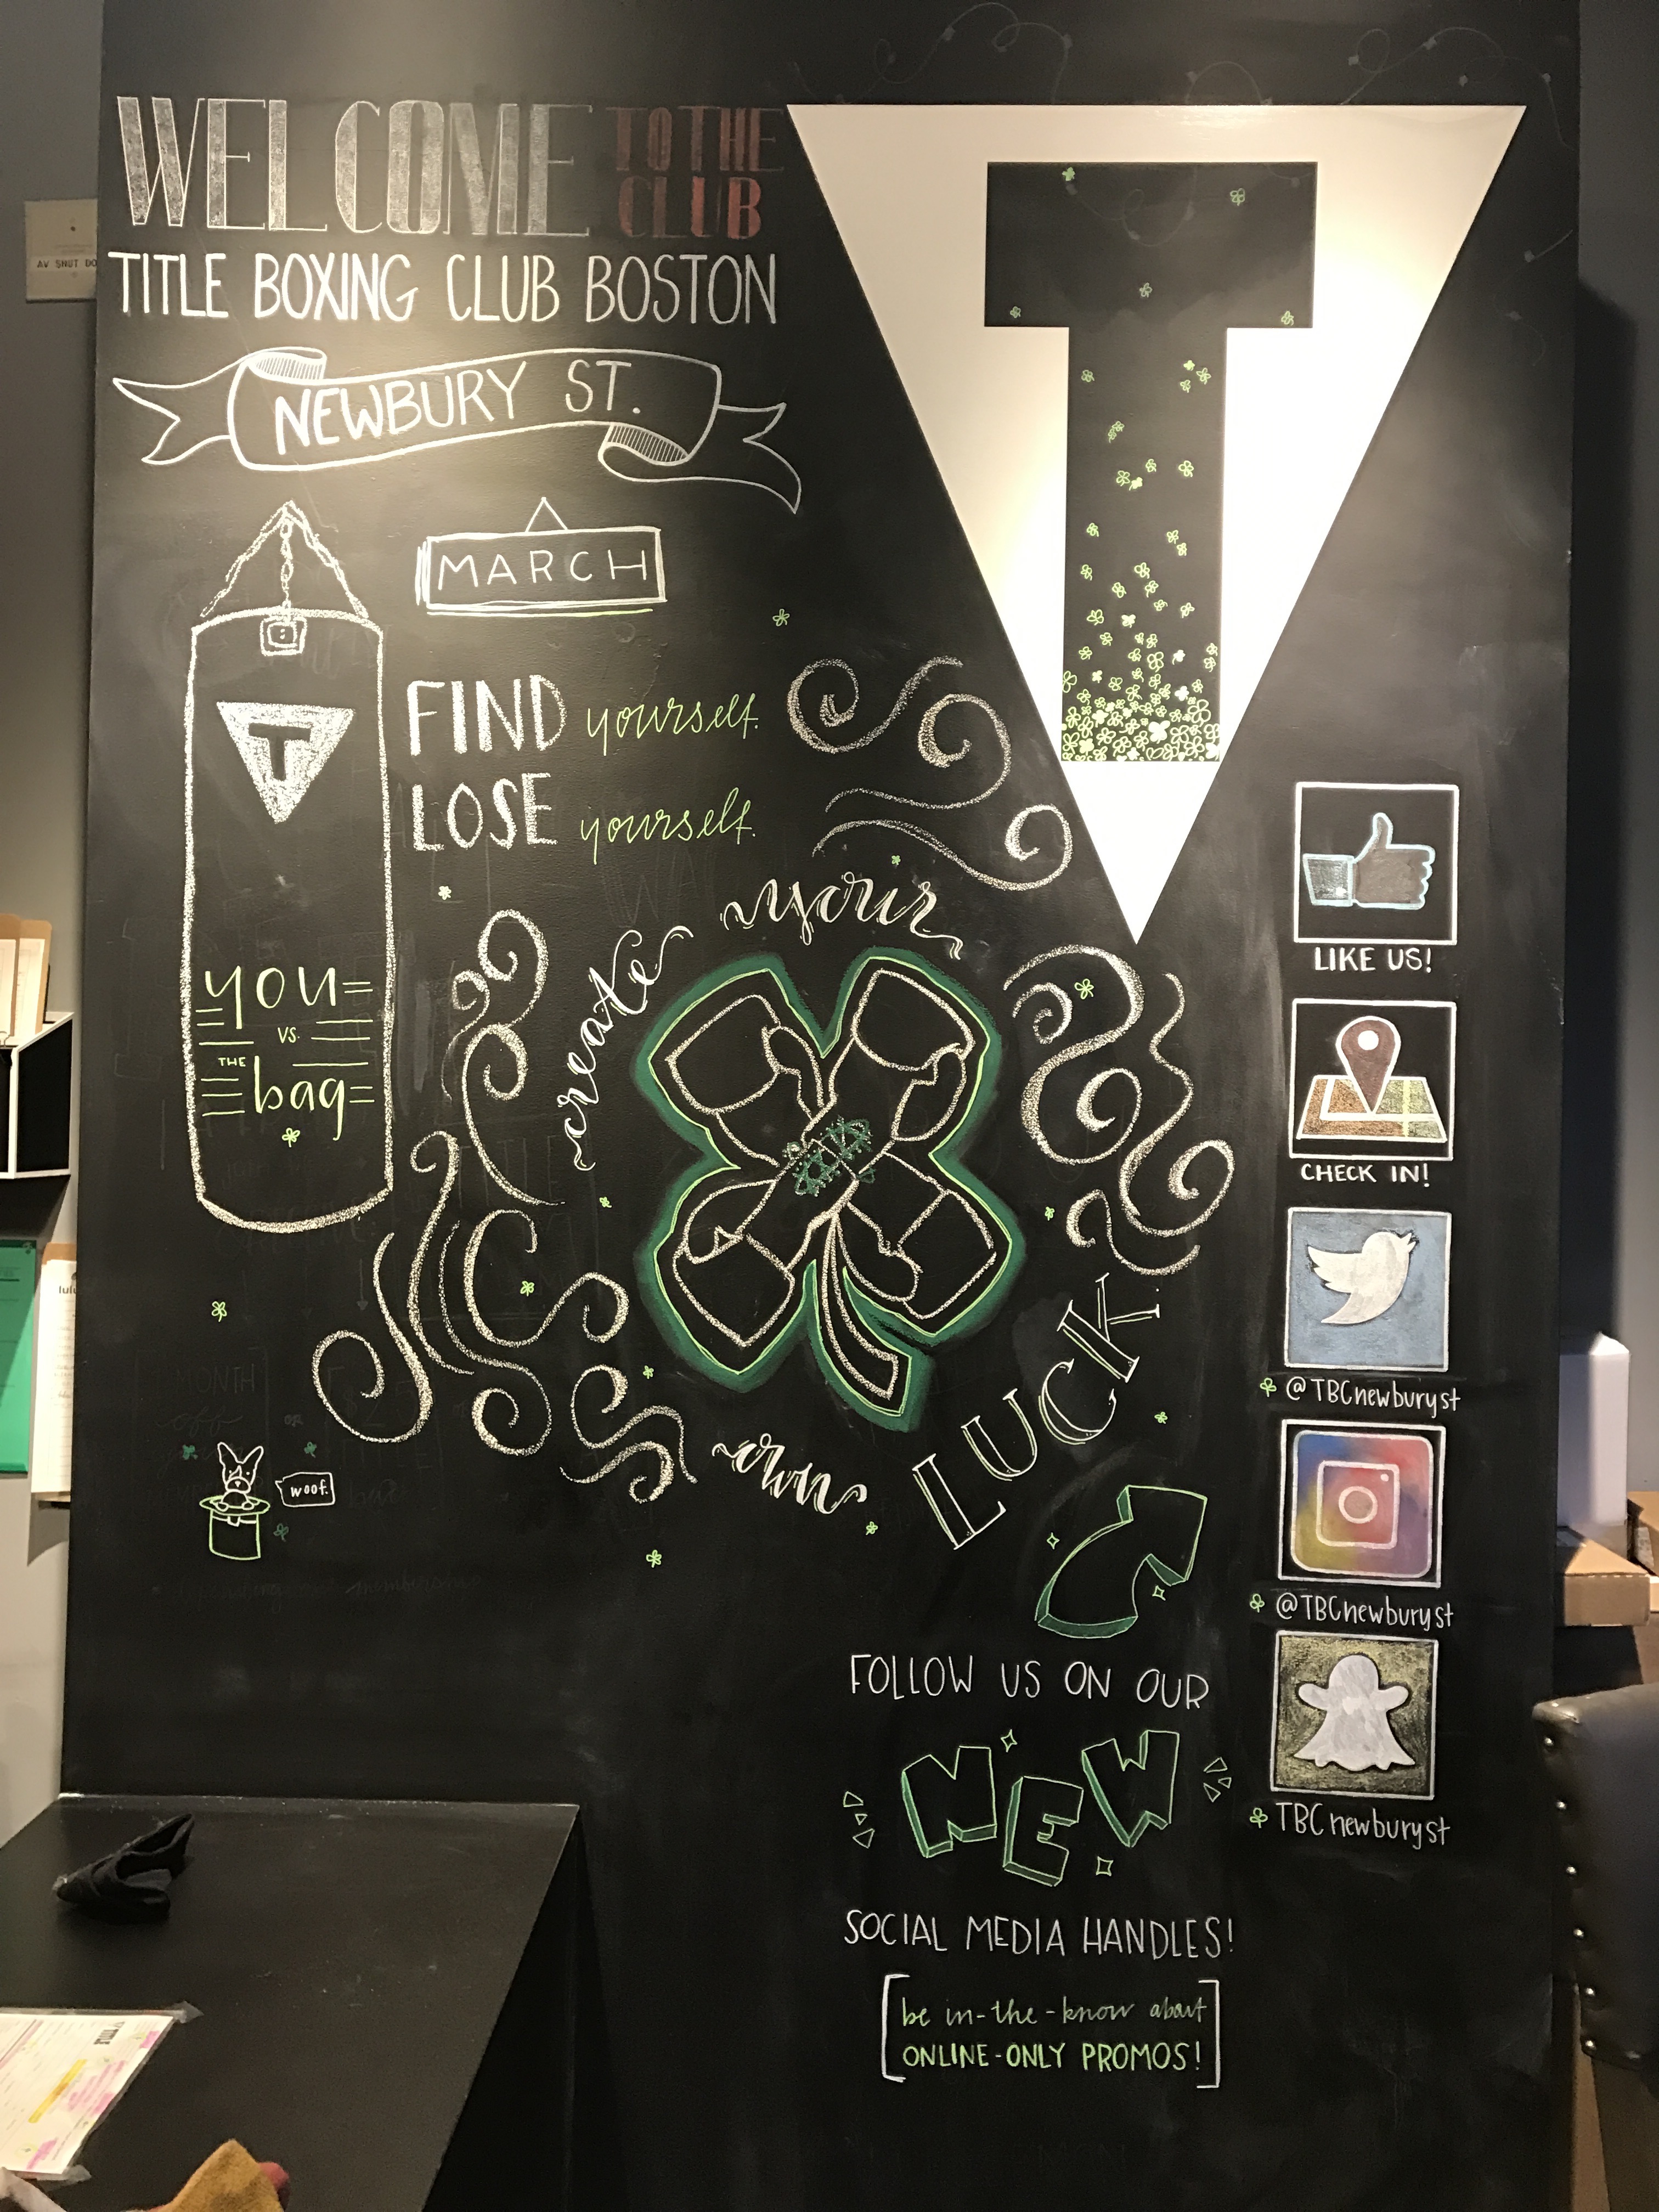 WELCOME TO THE CLUB
TITLE BOXING CLUB BOSTON
NEWBURY ST.
AV SHUT DO
T
MARCH
FIND yourself.
LOSE yourself.
T
you
vs.
THE
bag
create your
own LUCK.
woof.
LIKE US!
CHECK IN!
@TBCnewburyst
@TBCnewburyst
TBCnewburyst
FOLLOW US ON OUR
NEW
SOCIAL MEDIA HANDLES!
[be in-the-know about
ONLINE-ONLY PROMOS!]